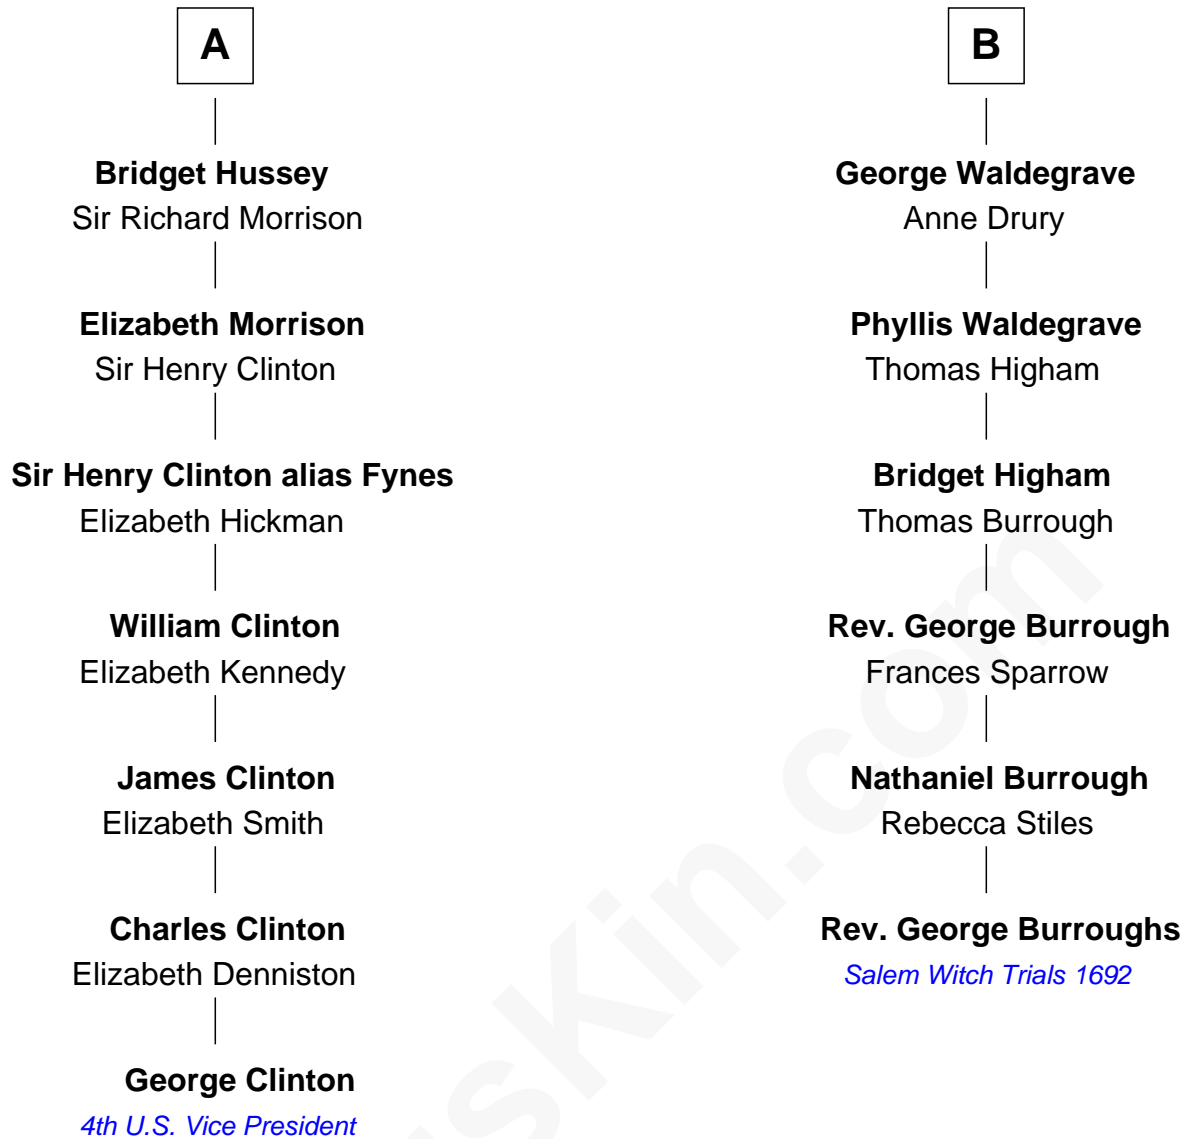 A
Bridget Hussey
Sir Richard Morrison
Elizabeth Morrison
Sir Henry Clinton
Sir Henry Clinton alias Fynes
Elizabeth Hickman
William Clinton
Elizabeth Kennedy
James Clinton
Elizabeth Smith
Charles Clinton
Elizabeth Denniston
George Clinton
4th U.S. Vice President
B
George Waldegrave
Anne Drury
Phyllis Waldegrave
Thomas Higham
Bridget Higham
Thomas Burrough
Rev. George Burrough
Frances Sparrow
Nathaniel Burrough
Rebecca Stiles
Rev. George Burroughs
Salem Witch Trials 1692